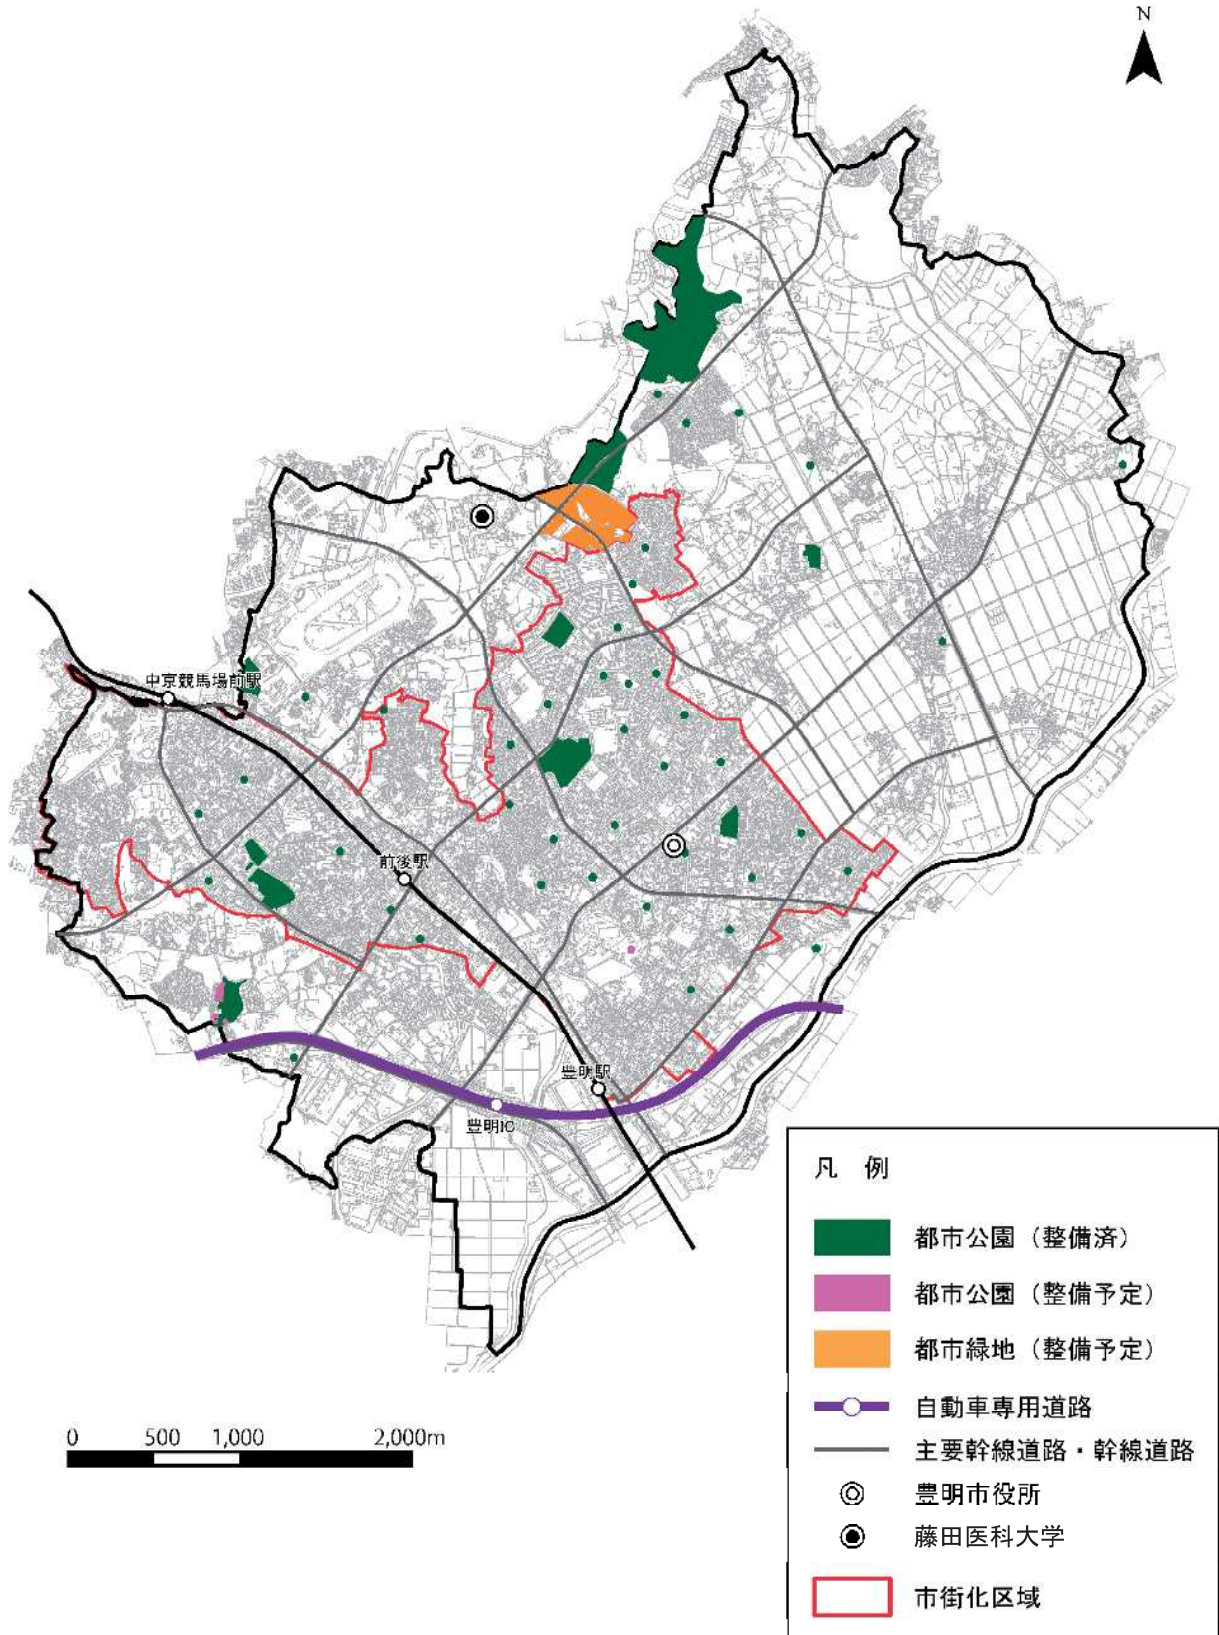 N
中京競馬場前駅
前後駅
豊明駅
豊明IC
凡 例
都市公園（整備済）
都市公園（整備予定）
都市緑地（整備予定）
自動車専用道路
主要幹線道路・幹線道路
豊明市役所
藤田医科大学
市街化区域
0 500 1,000 2,000m